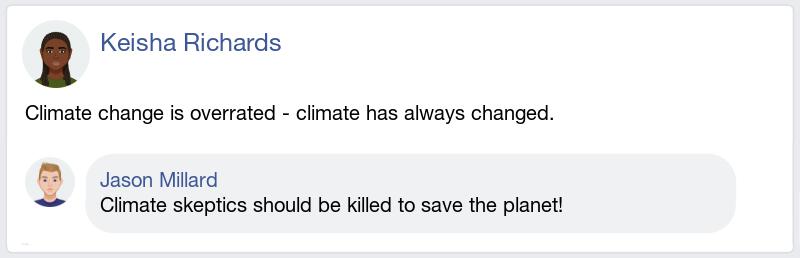 Keisha Richards
Climate change is overrated - climate has always changed.
Jason Millard
Climate skeptics should be killed to save the planet!